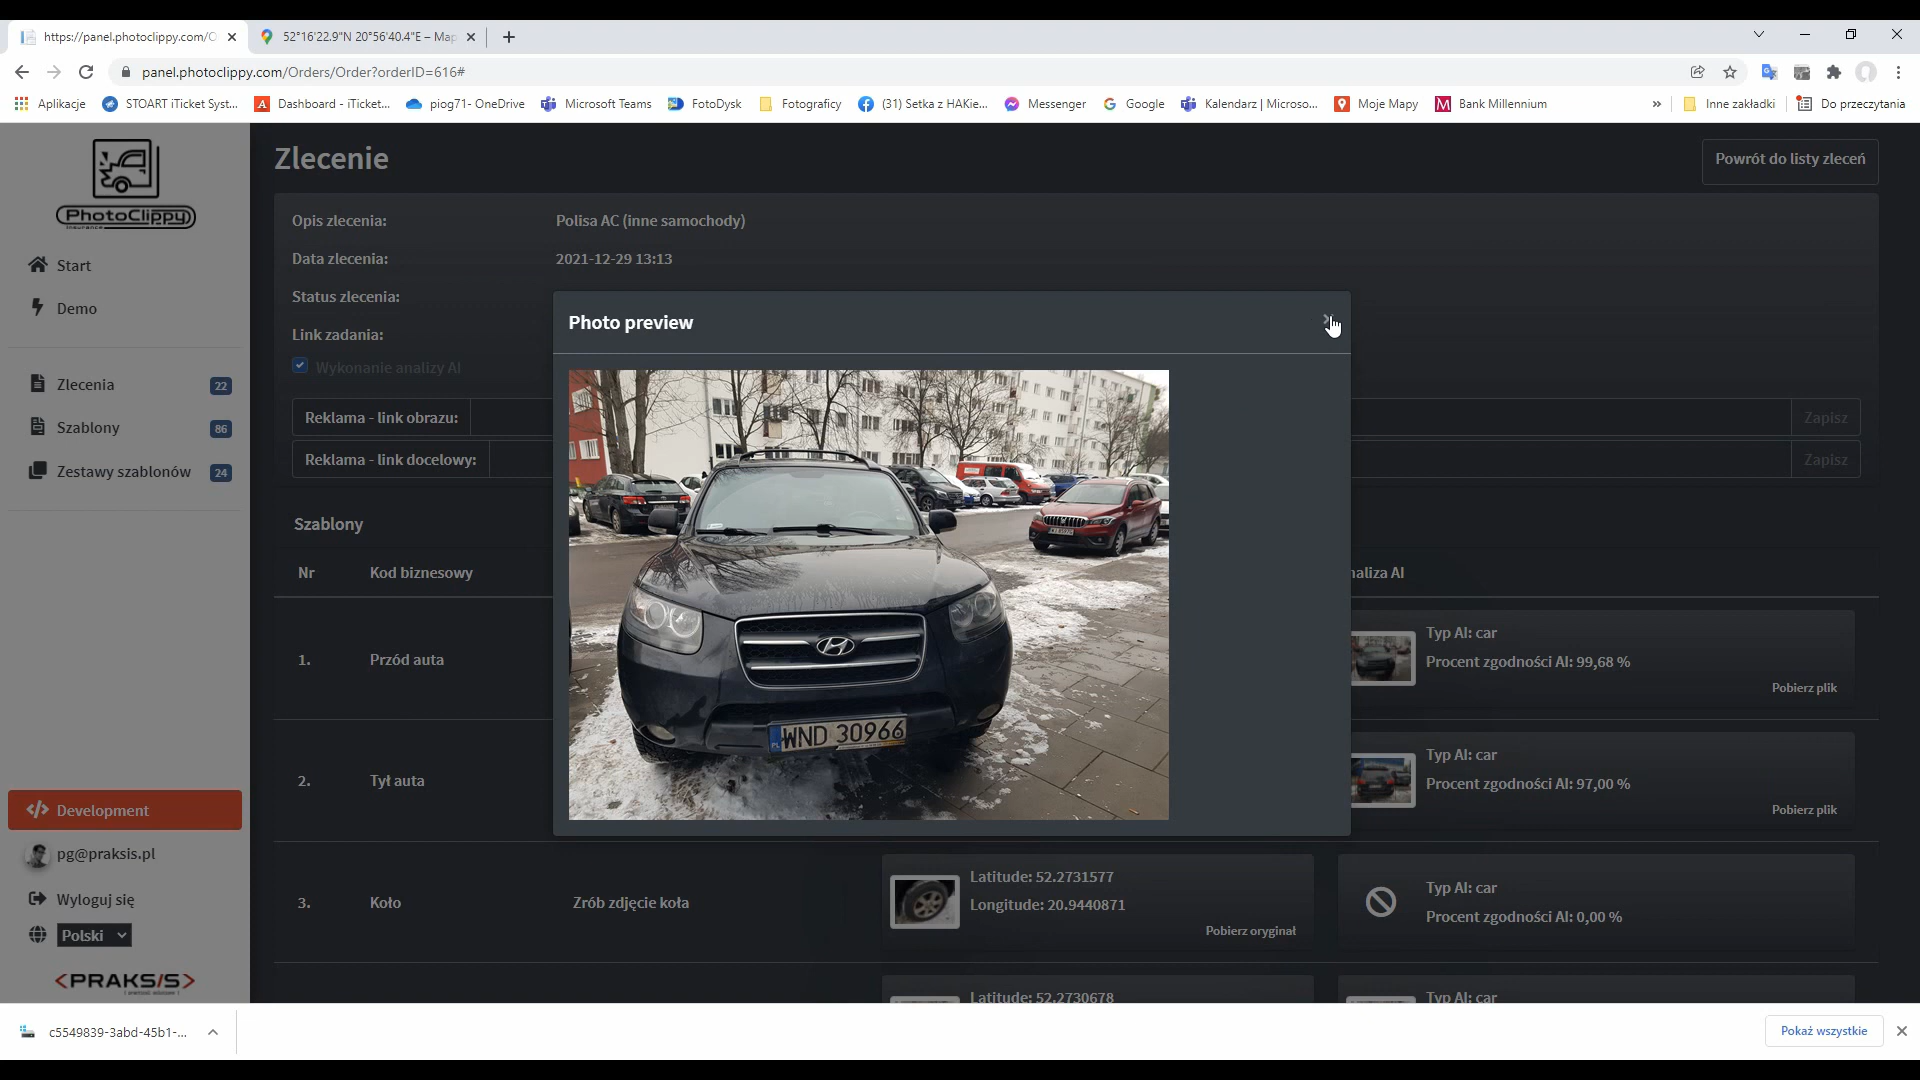 https://panel.photoclippy.com/O
52°16'22.9"N 20°56'40.4"E – Map
panel.photoclippy.com/Orders/Order?orderID=616#
Aplikacje
STOART iTicket Syst...
Dashboard - iTicket...
piog71- OneDrive
Microsoft Teams
FotoDysk
Fotograficy
(31) Setka z HAKie...
Messenger
Google
Kalendarz | Microso...
Moje Mapy
Bank Millennium
»
Inne zakładki
Do przeczytania
PhotoClippy
Insurance
Start
Demo
Zlecenia 22
Szablony 86
Zestawy szablonów 24
Development
pg@praksis.pl
Wyloguj się
Polski
<PRAKS/S>
Zlecenie
Powrót do listy zleceń
Opis zlecenia: Polisa AC (inne samochody)
Data zlecenia: 2021-12-29 13:13
Status zlecenia:
Link zadania:
Wykonanie analizy AI
Reklama - link obrazu: Zapisz
Reklama - link docelowy: Zapisz
Photo preview
WND 30966
PL
Szablony
Nr Kod biznesowy naliza AI
1. Przód auta
Typ AI: car
Procent zgodności AI: 99,68 %
Pobierz plik
2. Tył auta
Typ AI: car
Procent zgodności AI: 97,00 %
Pobierz plik
3. Koło Zrób zdjęcie koła
Latitude: 52.2731577
Longitude: 20.9440871
Pobierz oryginał
Typ AI: car
Procent zgodności AI: 0,00 %
Latitude: 52.2730678
Typ AI: car
c5549839-3abd-45b1-...
Pokaż wszystkie